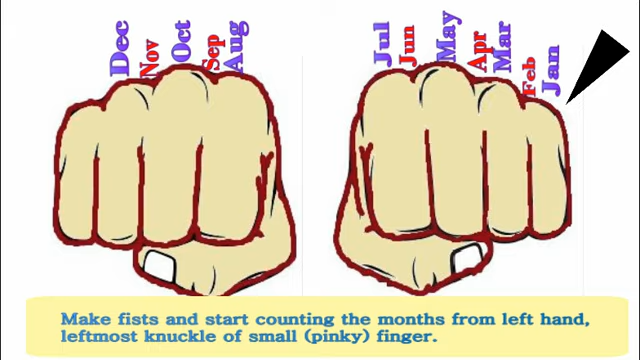 Dec
Nov
Oct
Sep
Aug
Jul
Jun
May
Apr
Mar
Feb
Jan
Make fists and start counting the months from left hand,
leftmost knuckle of small (pinky) finger.